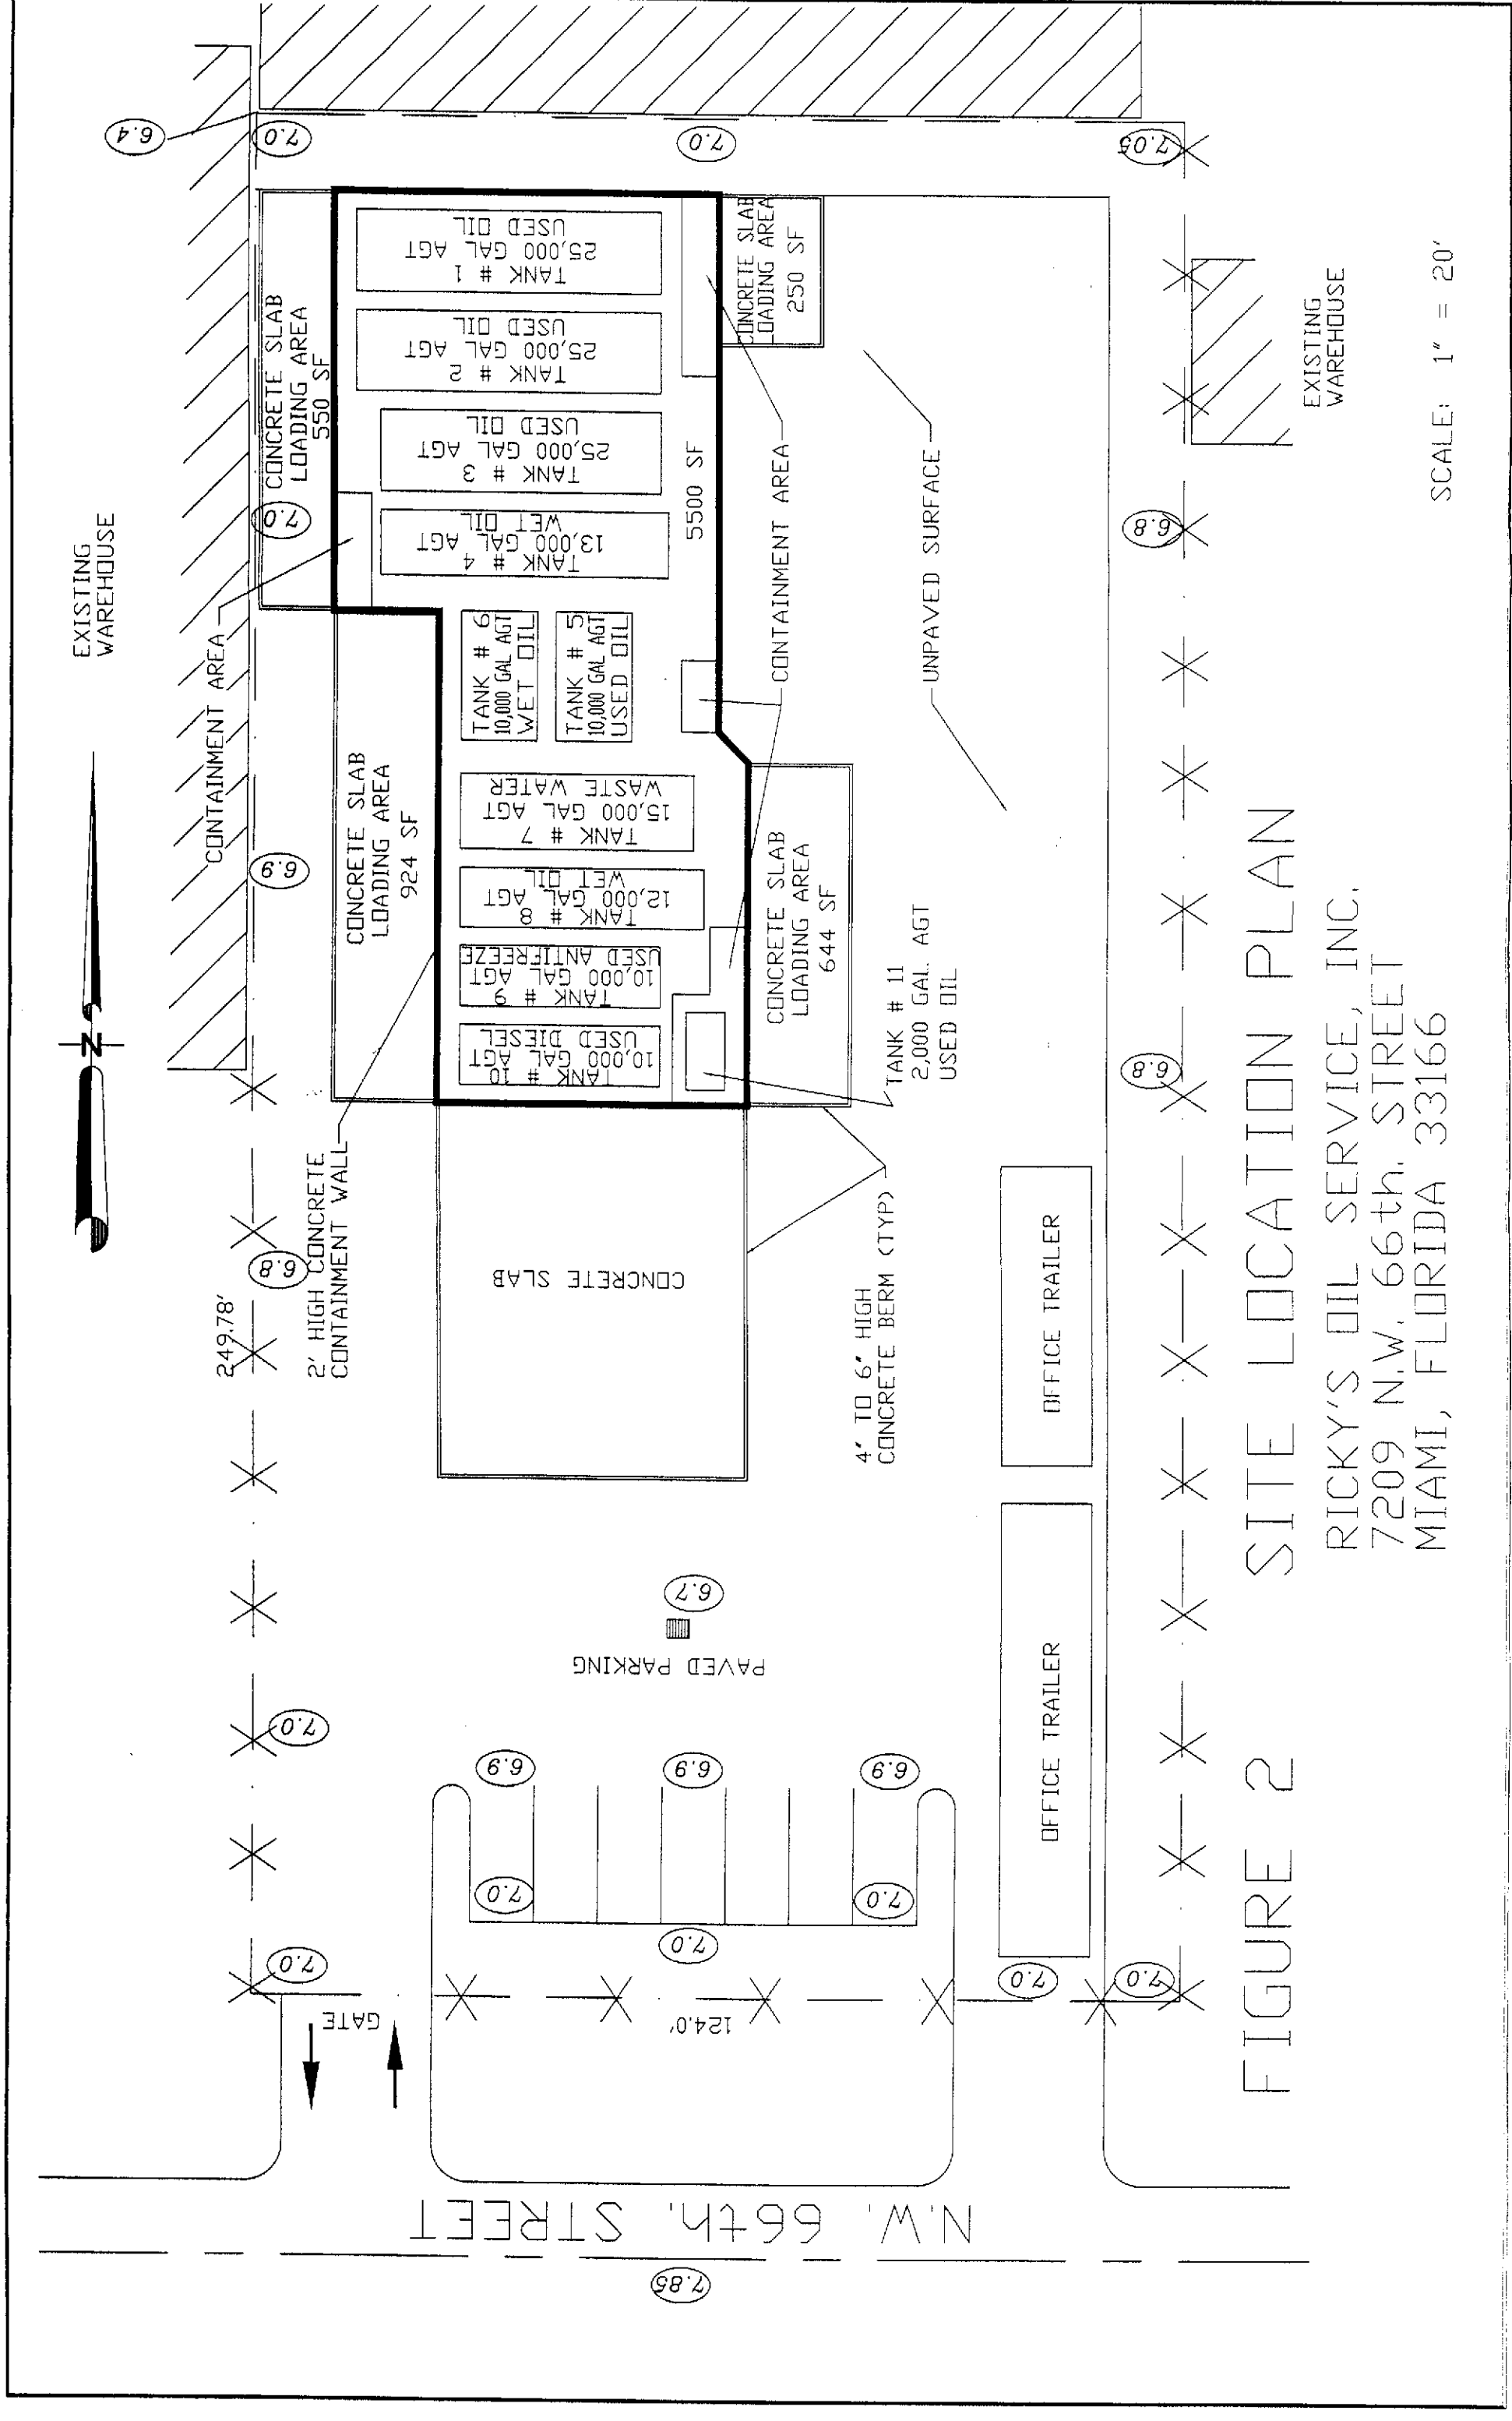 EXISTING
WAREHOUSE
N
CONTAINMENT AREA
249.78'
2' HIGH CONCRETE
CONTAINMENT WALL
6.4
7.0
7.0
7.05
CONCRETE SLAB
LOADING AREA
550 SF
7.0
6.9
6.8
7.0
7.0
TANK # 1
25,000 GAL AGT
USED OIL
TANK # 2
25,000 GAL AGT
USED OIL
TANK # 3
25,000 GAL AGT
USED OIL
TANK # 4
13,000 GAL AGT
WET OIL
TANK # 6
10,000 GAL AGT
WET OIL
TANK # 5
10,000 GAL AGT
USED OIL
TANK # 7
15,000 GAL AGT
WASTE WATER
TANK # 8
12,000 GAL AGT
WET OIL
TANK # 9
10,000 GAL AGT
USED ANTIFREEZE
TANK # 10
10,000 GAL AGT
USED DIESEL
CONCRETE SLAB
LOADING AREA
924 SF
5500 SF
CONCRETE SLAB
LOADING AREA
250 SF
CONTAINMENT AREA
UNPAVED SURFACE
CONCRETE SLAB
LOADING AREA
644 SF
TANK # 11
2,000 GAL. AGT
USED OIL
CONCRETE SLAB
4" TO 6" HIGH
CONCRETE BERM (TYP)
6.7
PAVED PARKING
6.9
6.9
6.9
7.0
7.0
7.0
7.0
7.0
OFFICE TRAILER
OFFICE TRAILER
6.8
6.8
GATE
124.0'
N.W. 66th. STREET
7.85
EXISTING
WAREHOUSE
SCALE: 1" = 20'
FIGURE 2 SITE LOCATION PLAN
RICKY'S OIL SERVICE, INC.
7209 N.W. 66th. STREET
MIAMI, FLORIDA 33166